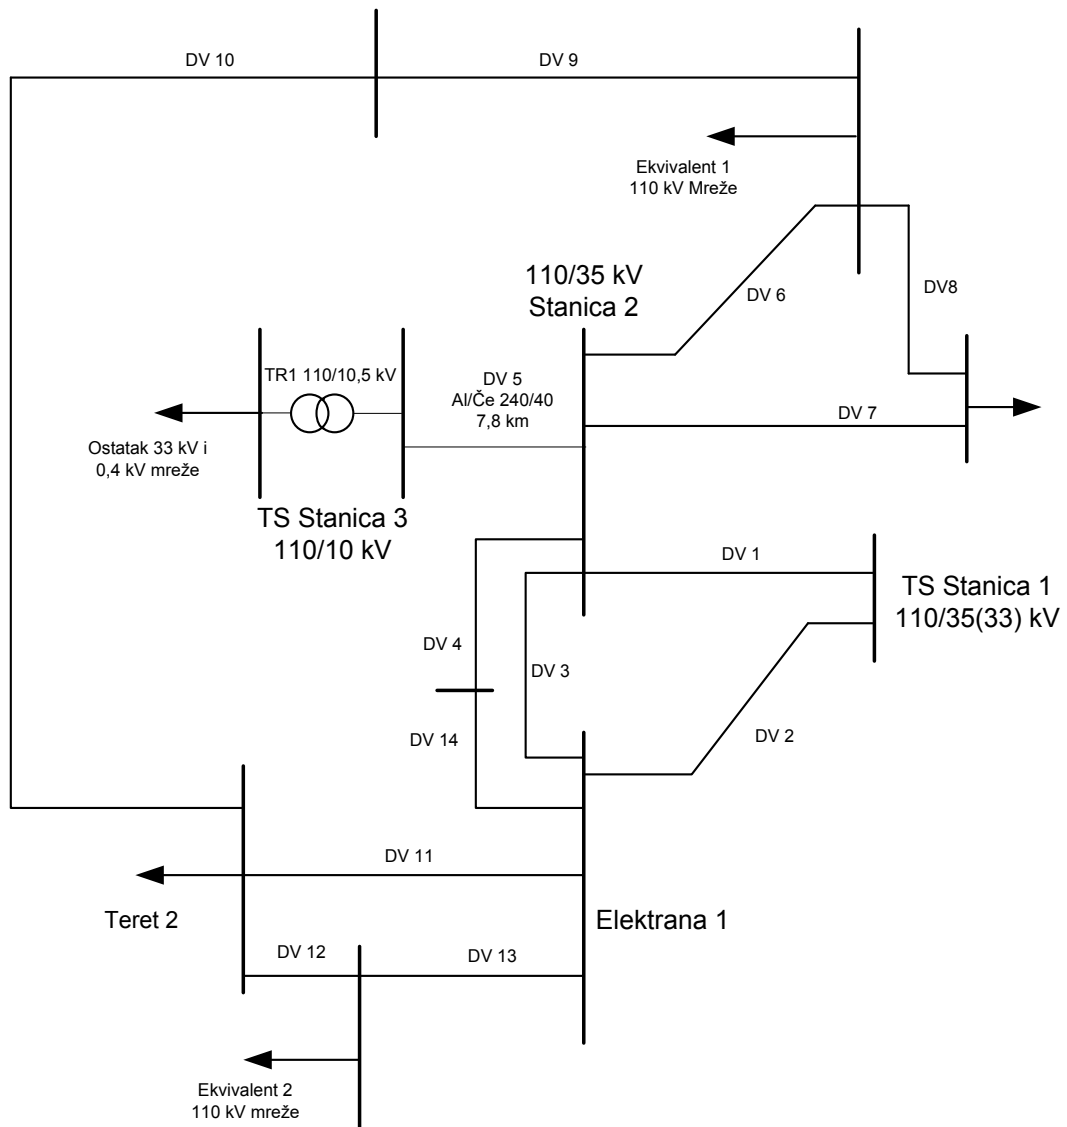 DV 10
DV 9
Ekvivalent 1
110 kV Mreže
110/35 kV
Stanica 2
DV 6
DV8
TR1 110/10,5 kV
DV 5
Al/Če 240/40
7,8 km
DV 7
Ostatak 33 kV i
0,4 kV mreže
TS Stanica 3
110/10 kV
DV 1
TS Stanica 1
110/35(33) kV
DV 4
DV 3
DV 14
DV 2
DV 11
Teret 2
Elektrana 1
DV 12
DV 13
Ekvivalent 2
110 kV mreže